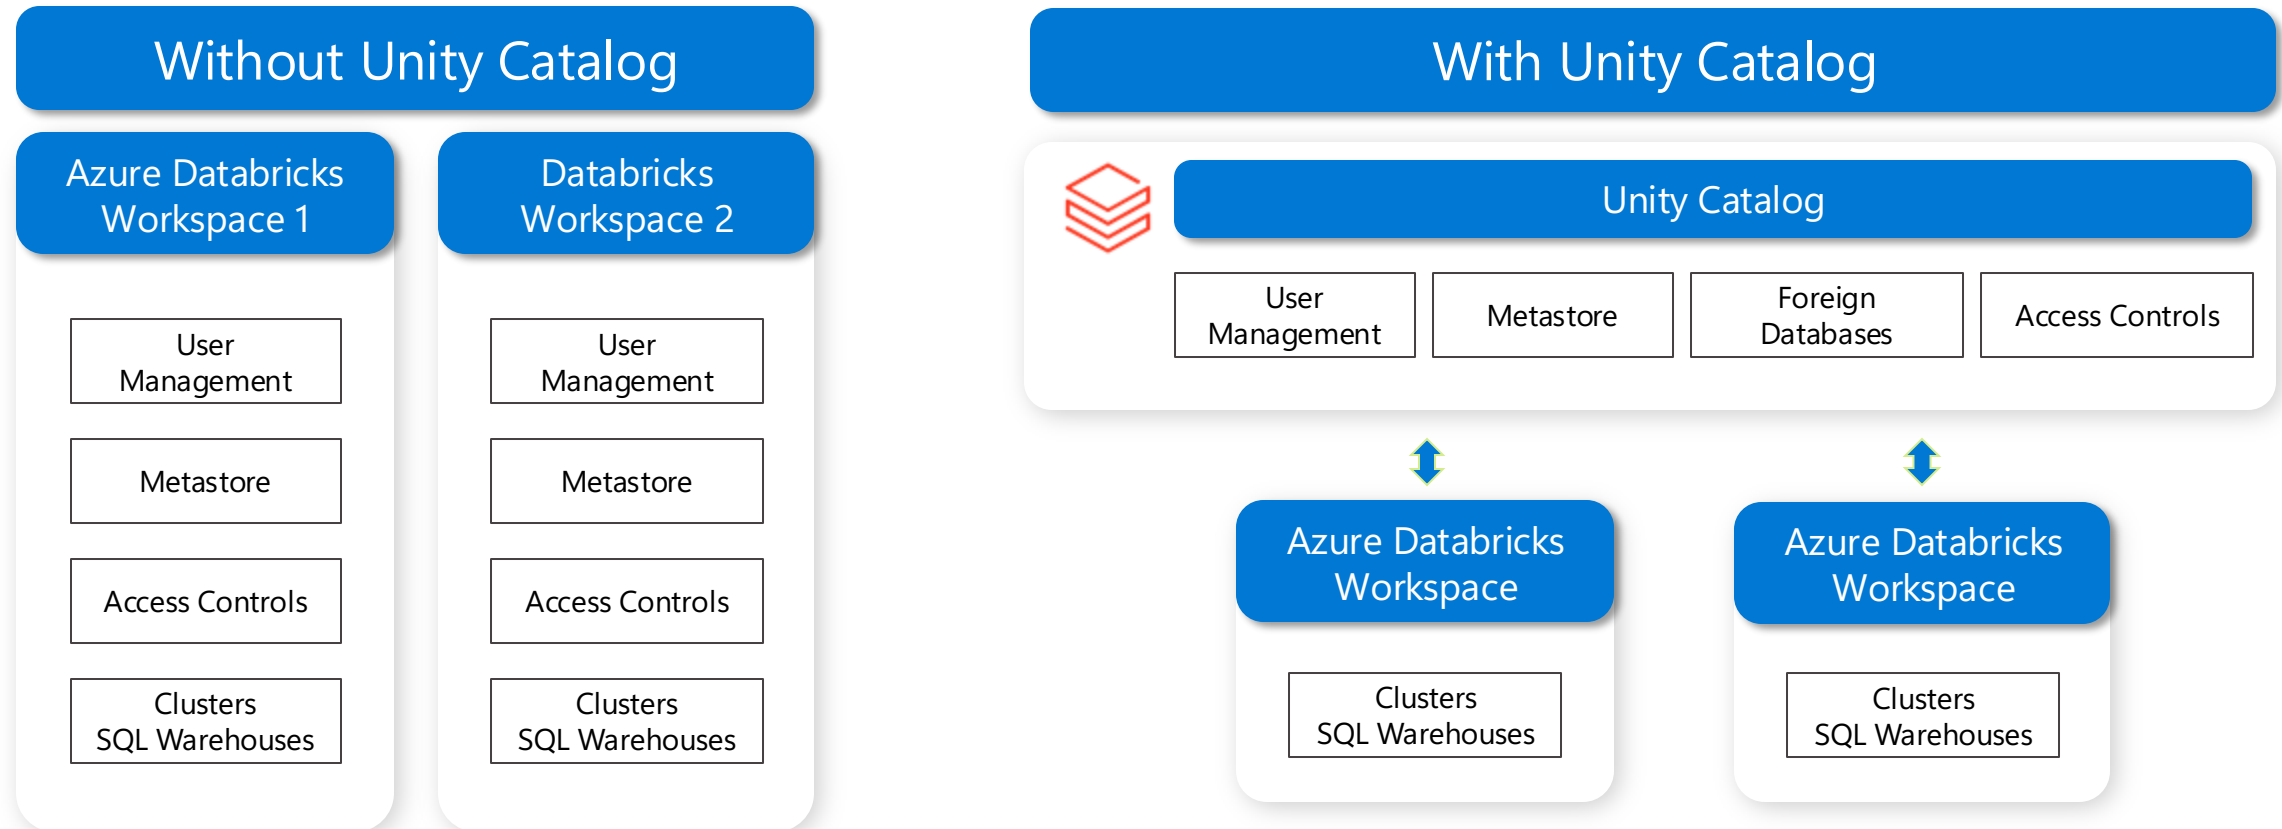 Without Unity Catalog
Azure Databricks
Workspace 1
User
Management
Metastore
Access Controls
Clusters
SQL Warehouses
Databricks
Workspace 2
User
Management
Metastore
Access Controls
Clusters
SQL Warehouses
With Unity Catalog
Unity Catalog
User
Management
Metastore
Foreign
Databases
Access Controls
Azure Databricks
Workspace
Clusters
SQL Warehouses
Azure Databricks
Workspace
Clusters
SQL Warehouses